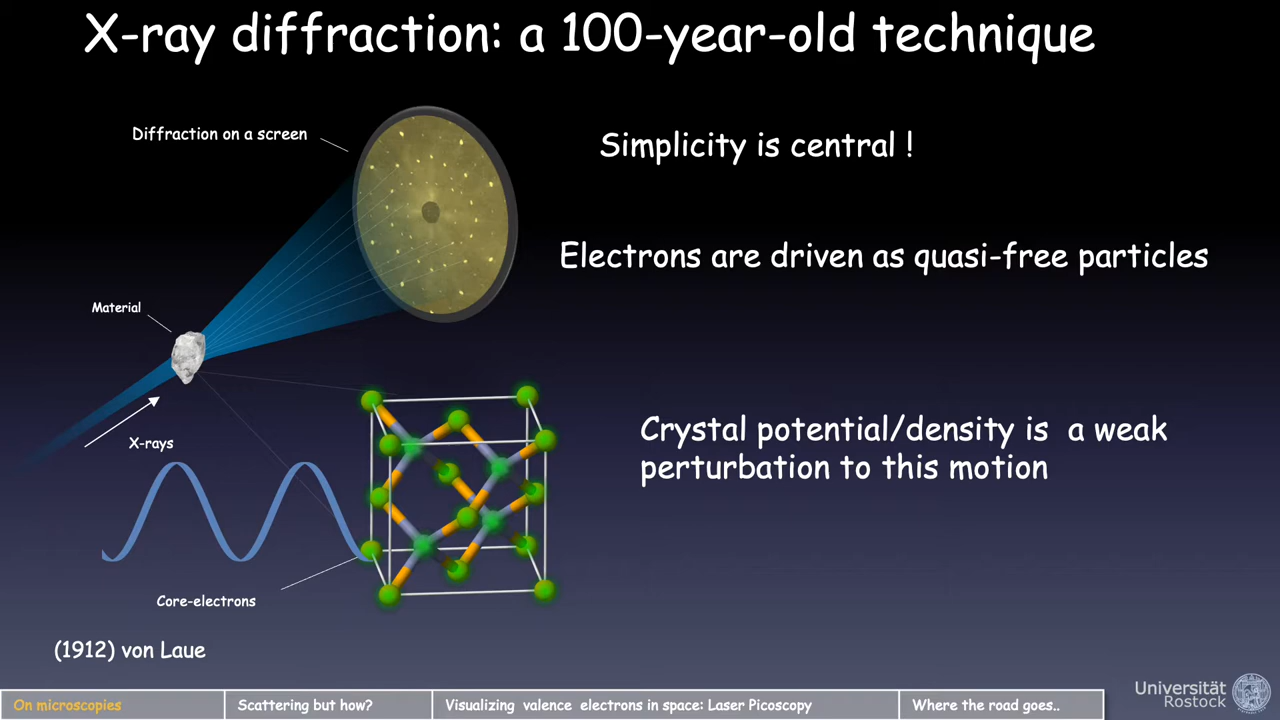 X-ray diffraction: a 100-year-old technique
Diffraction on a screen
Simplicity is central !
Electrons are driven as quasi-free particles
Material
X-rays
Crystal potential/density is a weak
perturbation to this motion
Core-electrons
(1912) von Laue
On microscopies
Scattering but how?
Visualizing valence electrons in space: Laser Picoscopy
Where the road goes..
Universität
Rostock